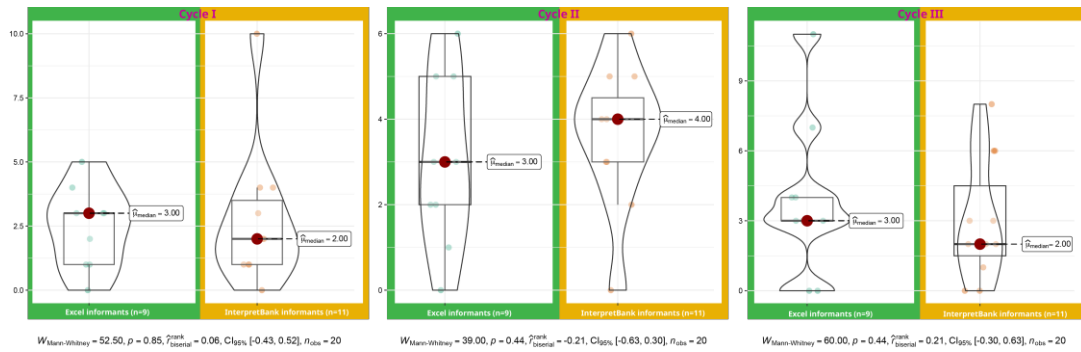 Cycle I
10.0
7.5
5.0
2.5
0.0
μ̂median = 3.00
μ̂median = 2.00
Excel informants (n=9)
InterpretBank informants (n=11)
WMann-Whitney = 52.50, p = 0.85, r̂rankbiserial = 0.06, CI95% [-0.43, 0.52], nobs = 20
Cycle II
6
4
2
0
μ̂median = 3.00
μ̂median = 4.00
Excel informants (n=9)
InterpretBank informants (n=11)
WMann-Whitney = 39.00, p = 0.44, r̂rankbiserial = -0.21, CI95% [-0.63, 0.30], nobs = 20
Cycle III
9
6
3
0
μ̂median = 3.00
μ̂median = 2.00
Excel informants (n=9)
InterpretBank informants (n=11)
WMann-Whitney = 60.00, p = 0.44, r̂rankbiserial = 0.21, CI95% [-0.30, 0.63], nobs = 20